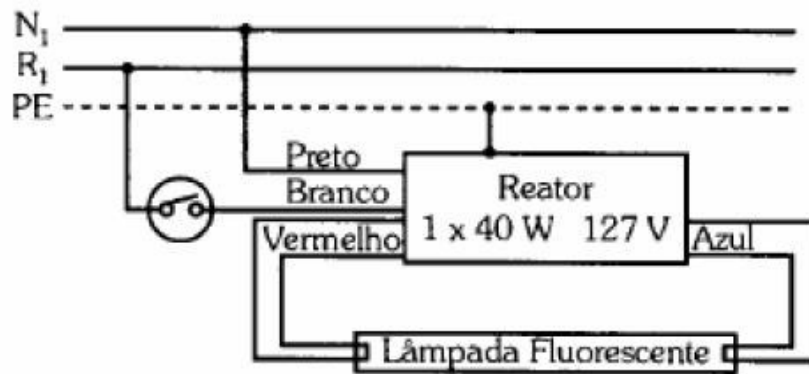 N₁
R₁
PE
Preto
Branco
Reator
Vermelho
1 x 40 W 127 V
Azul
Lâmpada Fluorescente